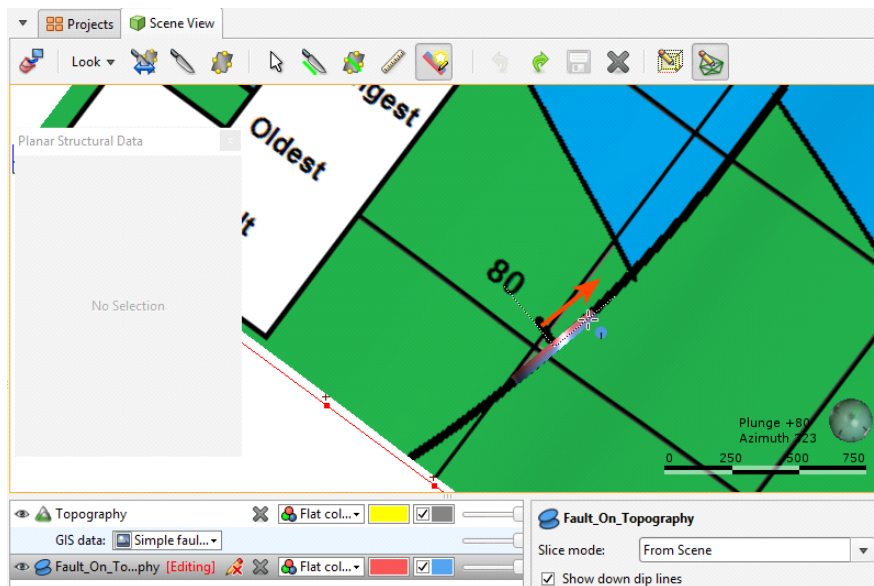 Projects
Scene View
Look
Planar Structural Data
No Selection
ngest
Oldest
lt
80
Plunge +80
Azimuth 323
0 250 500 750
Topography
Flat col...
GIS data:
Simple faul...
Fault_On_To...phy [Editing]
Flat col...
Fault_On_Topography
Slice mode:
From Scene
Show down dip lines